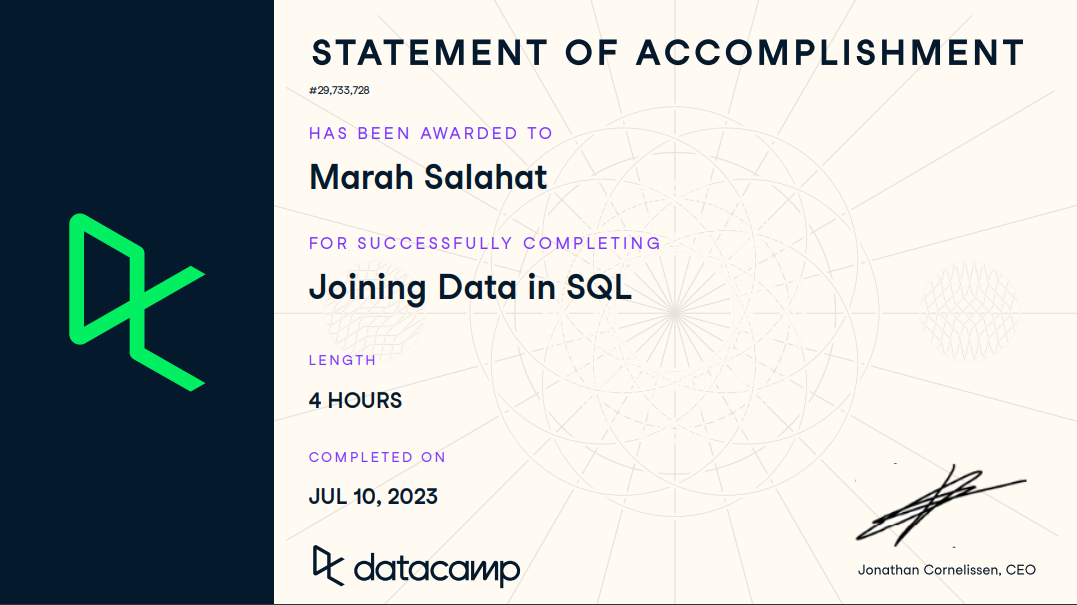 STATEMENT OF ACCOMPLISHMENT
#29,733,728
HAS BEEN AWARDED TO
Marah Salahat
FOR SUCCESSFULLY COMPLETING
Joining Data in SQL
LENGTH
4 HOURS
COMPLETED ON
JUL 10, 2023
datacamp
Jonathan Cornelissen, CEO